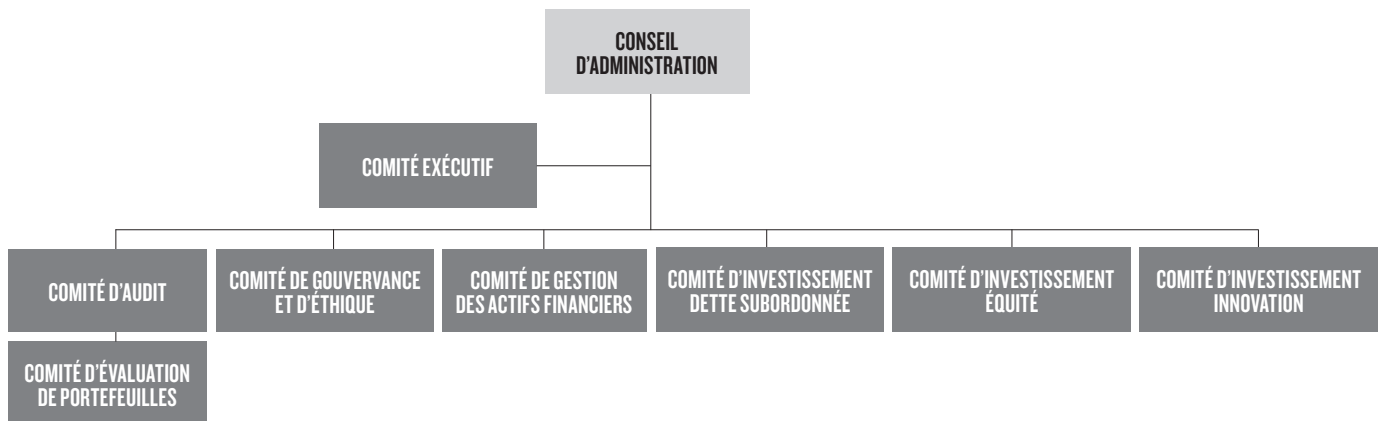 CONSEIL
D'ADMINISTRATION
COMITÉ EXÉCUTIF
COMITÉ D'AUDIT
COMITÉ DE GOUVERVANCE
ET D'ÉTHIQUE
COMITÉ DE GESTION
DES ACTIFS FINANCIERS
COMITÉ D'INVESTISSEMENT
DETTE SUBORDONNÉE
COMITÉ D'INVESTISSEMENT
ÉQUITÉ
COMITÉ D'INVESTISSEMENT
INNOVATION
COMITÉ D'ÉVALUATION
DE PORTEFEUILLES